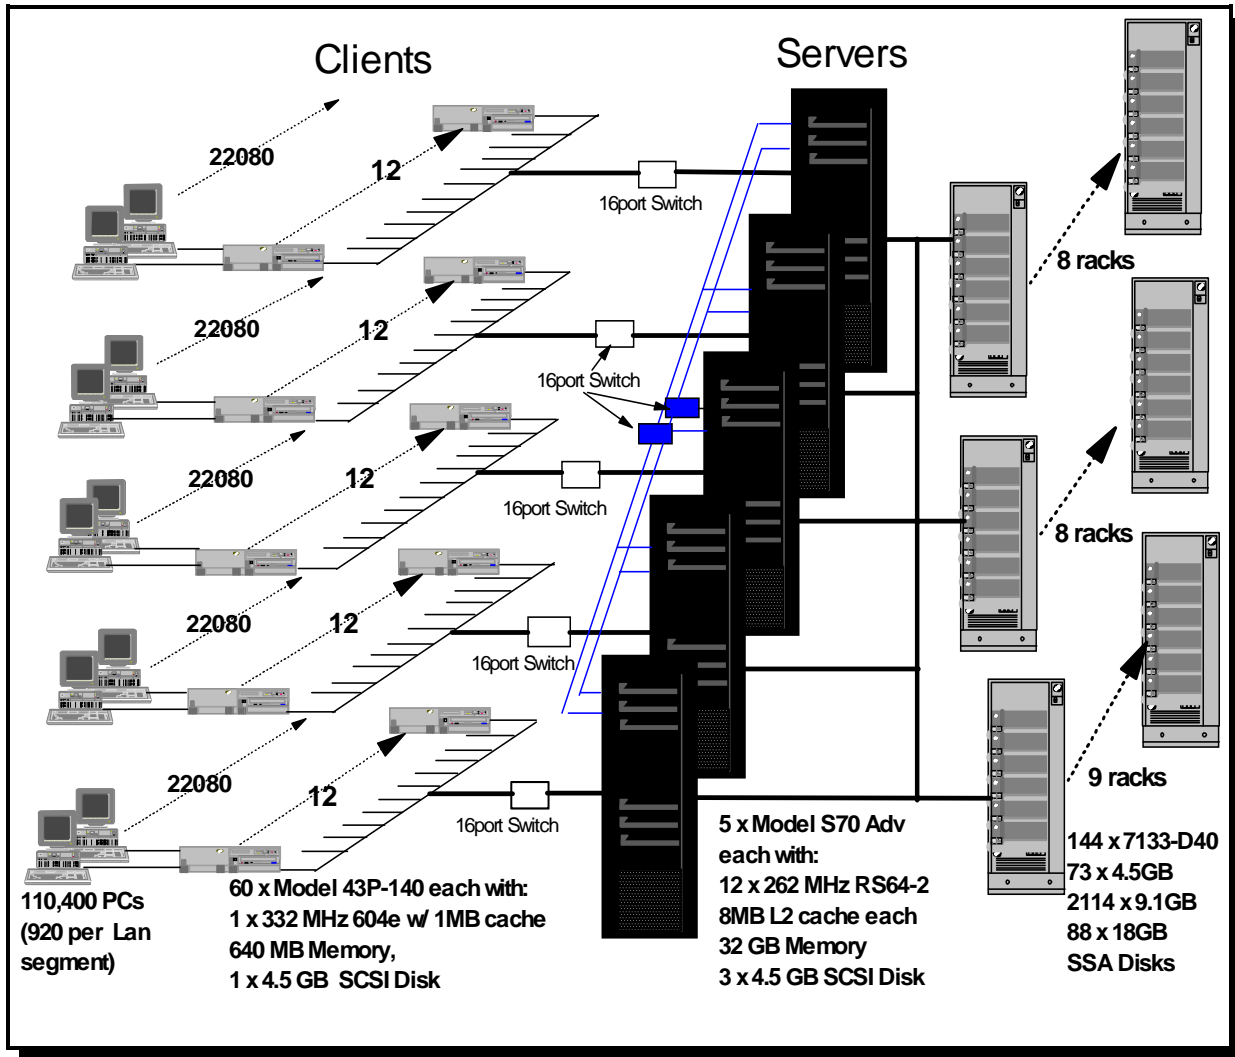 Clients
Servers
22080
12
16port Switch
8 racks
22080
12
16port Switch
22080
12
16port Switch
8 racks
22080
12
16port Switch
22080
12
16port Switch
9 racks
110,400 PCs
(920 per Lan
segment)
60 x Model 43P-140 each with:
1 x 332 MHz 604e w/ 1MB cache
640 MB Memory,
1 x 4.5 GB SCSI Disk
5 x Model S70 Adv
each with:
12 x 262 MHz RS64-2
8MB L2 cache each
32 GB Memory
3 x 4.5 GB SCSI Disk
144 x 7133-D40
73 x 4.5GB
2114 x 9.1GB
88 x 18GB
SSA Disks